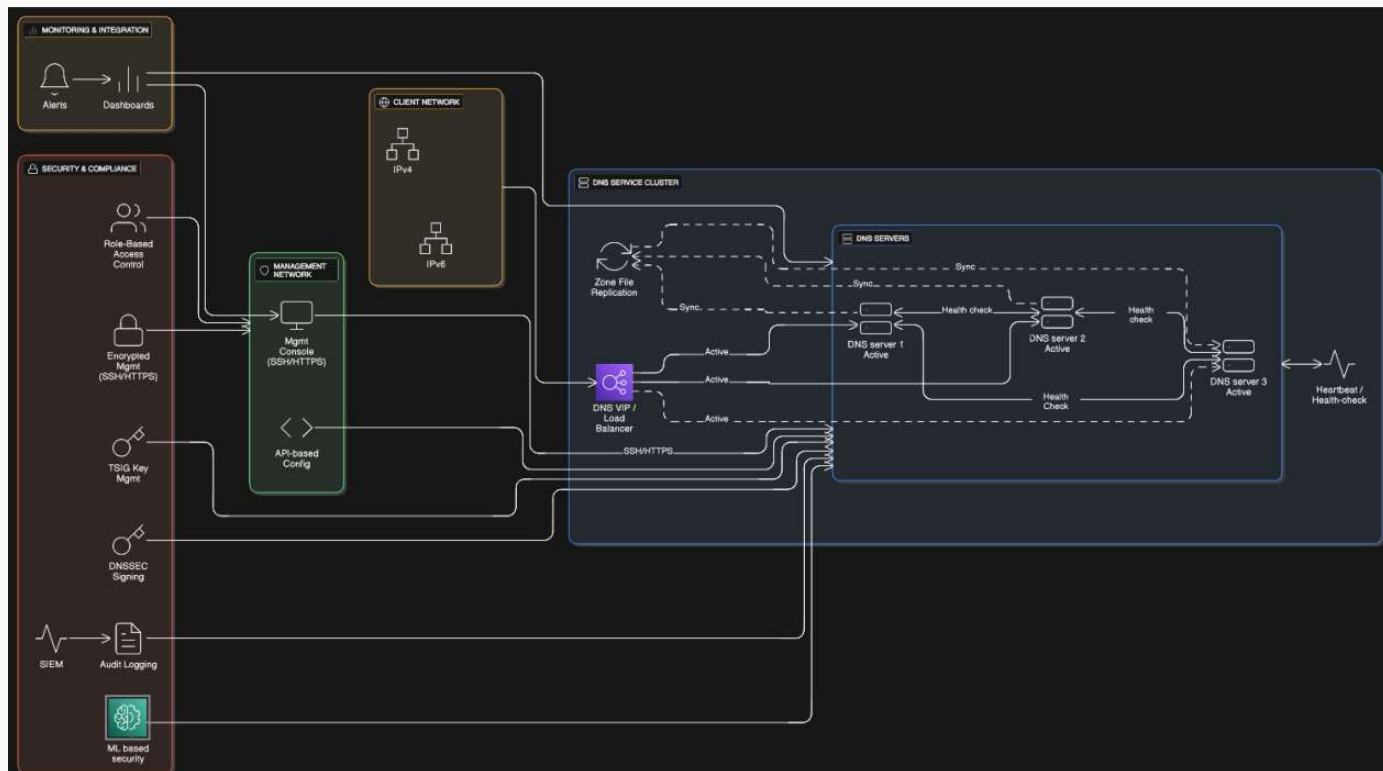 MONITORING & INTEGRATION
Alerts
Dashboards
CLIENT NETWORK
IPv4
IPv6
SECURITY & COMPLIANCE
Role-Based
Access
Control
Encrypted
Mgmt
(SSH/HTTPS)
TSIG Key
Mgmt
DNSSEC
Signing
SIEM
Audit Logging
ML based
security
MANAGEMENT
NETWORK
Mgmt
Console
(SSH/HTTPS)
API-based
Config
DNS SERVICE CLUSTER
Zone File
Replication
DNS VIP /
Load
Balancer
Sync
Sync
Sync
Active
Active
Active
SSH/HTTPS
DNS SERVERS
DNS server 1
Active
Health check
DNS server 2
Active
Health
check
DNS server 3
Active
Health
Check
Heartbeat /
Health-check